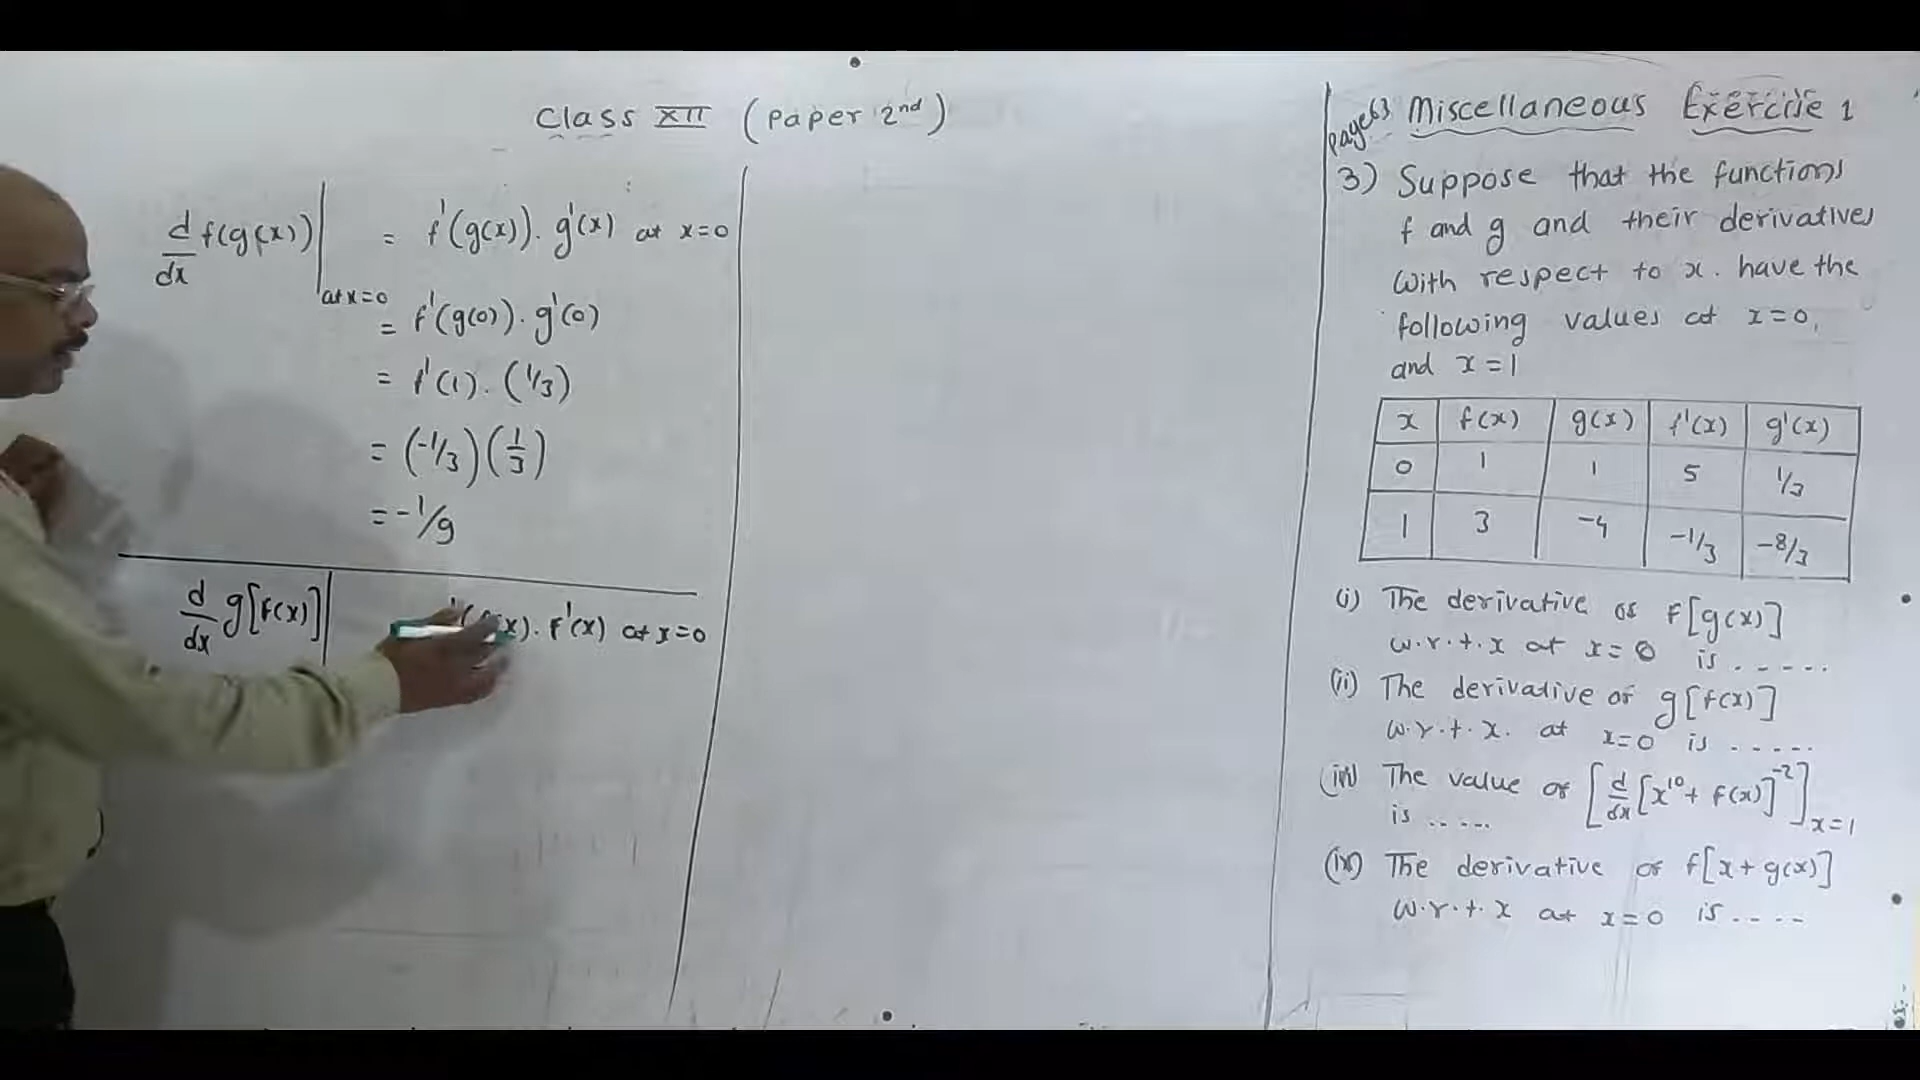 Class XII (Paper 2nd)
d/dx f(g(x))| at x=0 = f'(g(x)). g'(x) at x=0
= f'(g(0)). g'(0)
= f'(1). (1/3)
= (-1/3)(1/3)
= -1/9
d/dx g[f(x)]| x). f'(x) at x=0
page 63 Miscellaneous Exercise 1
3) Suppose that the functions
f and g and their derivatives
with respect to x. have the
following values at x=0,
and x=1
x f(x) g(x) f'(x) g'(x)
0 1 1 5 1/3
1 3 -4 -1/3 -8/3
(i) The derivative of f[g(x)]
w.r.t.x at x=0 is .....
(ii) The derivative of g[f(x)]
w.r.t.x. at x=0 is .....
(iii) The value of [d/dx [x¹⁰+ f(x)]⁻²] x=1
is .....
(iv) The derivative of f[x+g(x)]
w.r.t.x at x=0 is ....